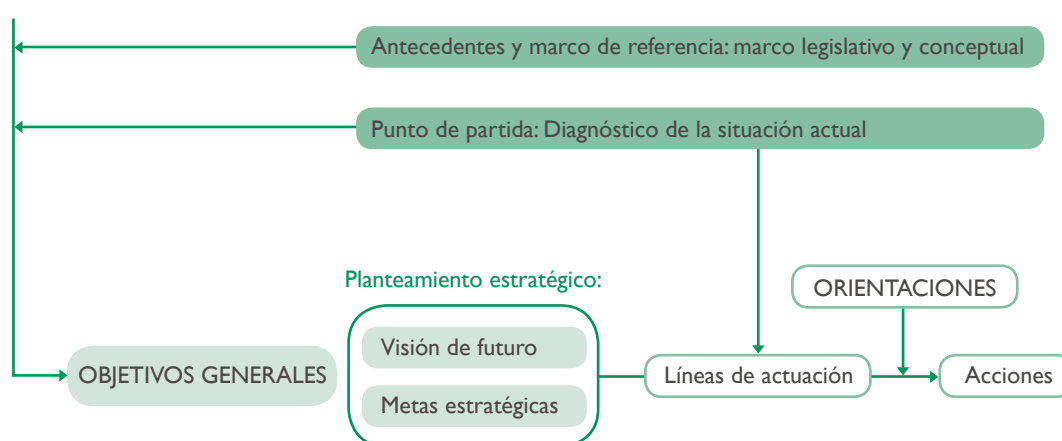 Antecedentes y marco de referencia: marco legislativo y conceptual
Punto de partida: Diagnóstico de la situación actual
Planteamiento estratégico:
ORIENTACIONES
Visión de futuro
OBJETIVOS GENERALES
Líneas de actuación
Acciones
Metas estratégicas